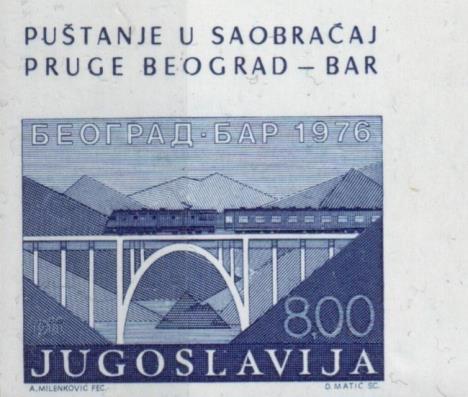 PUŠTANJE U SAOBRAĆAJ
PRUGE BEOGRAD – BAR
БЕОГРАД · БАР 1976
8,00
JUGOSLAVIJA
A. MILENKOVIĆ FEC.
D. MATIĆ SC.